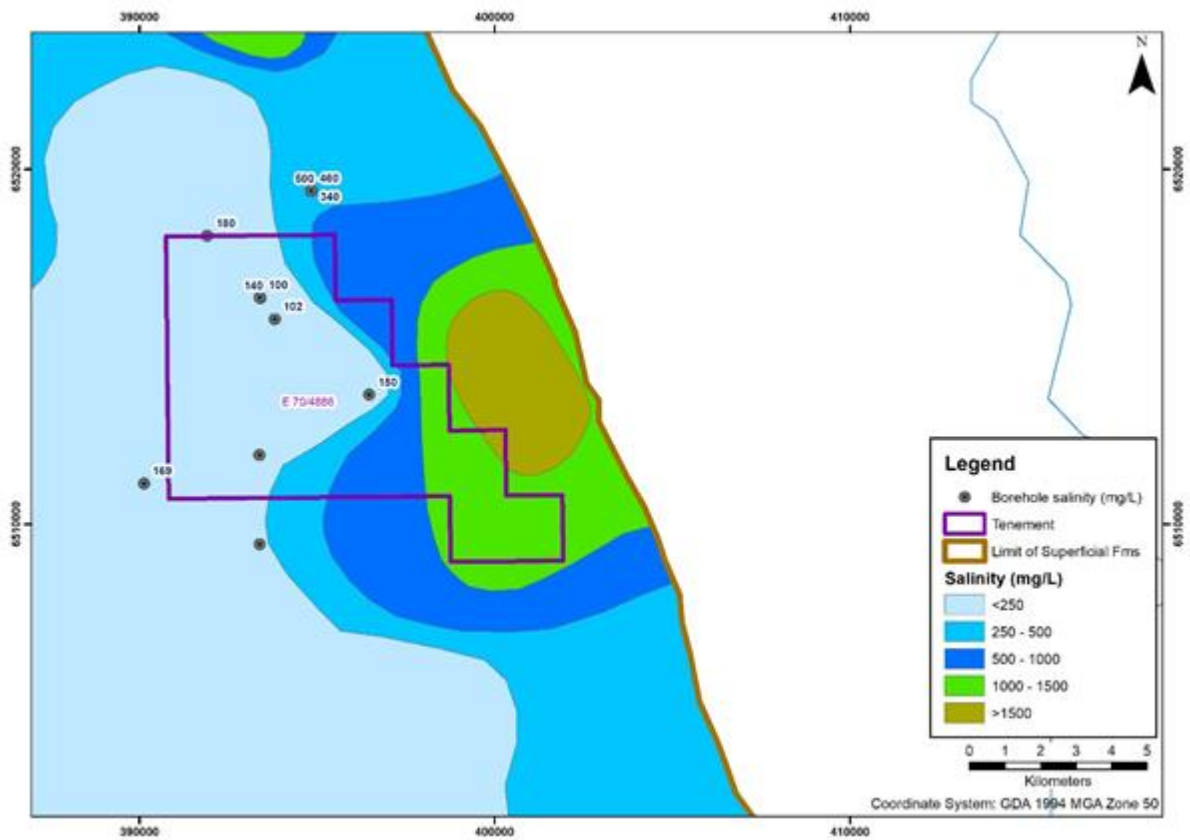 390000 400000 410000
N
6520000 6520000
500 460
340
180
140 100
102
180
E 70/4886
169
6510000 6510000
Legend
Borehole salinity (mg/L)
Tenement
Limit of Superficial Fms
Salinity (mg/L)
<250
250 - 500
500 - 1000
1000 - 1500
>1500
0 1 2 3 4 5
Kilometers
Coordinate System: GDA 1994 MGA Zone 50
390000 400000 410000